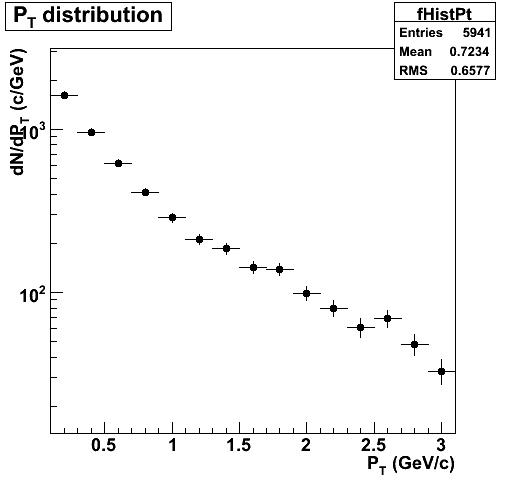 P_T distribution
fHistPt
Entries 5941
Mean 0.7234
RMS 0.6577
dN/dP_T (c/GeV)
10^3
10^2
0.5 1 1.5 2 2.5 3
P_T (GeV/c)